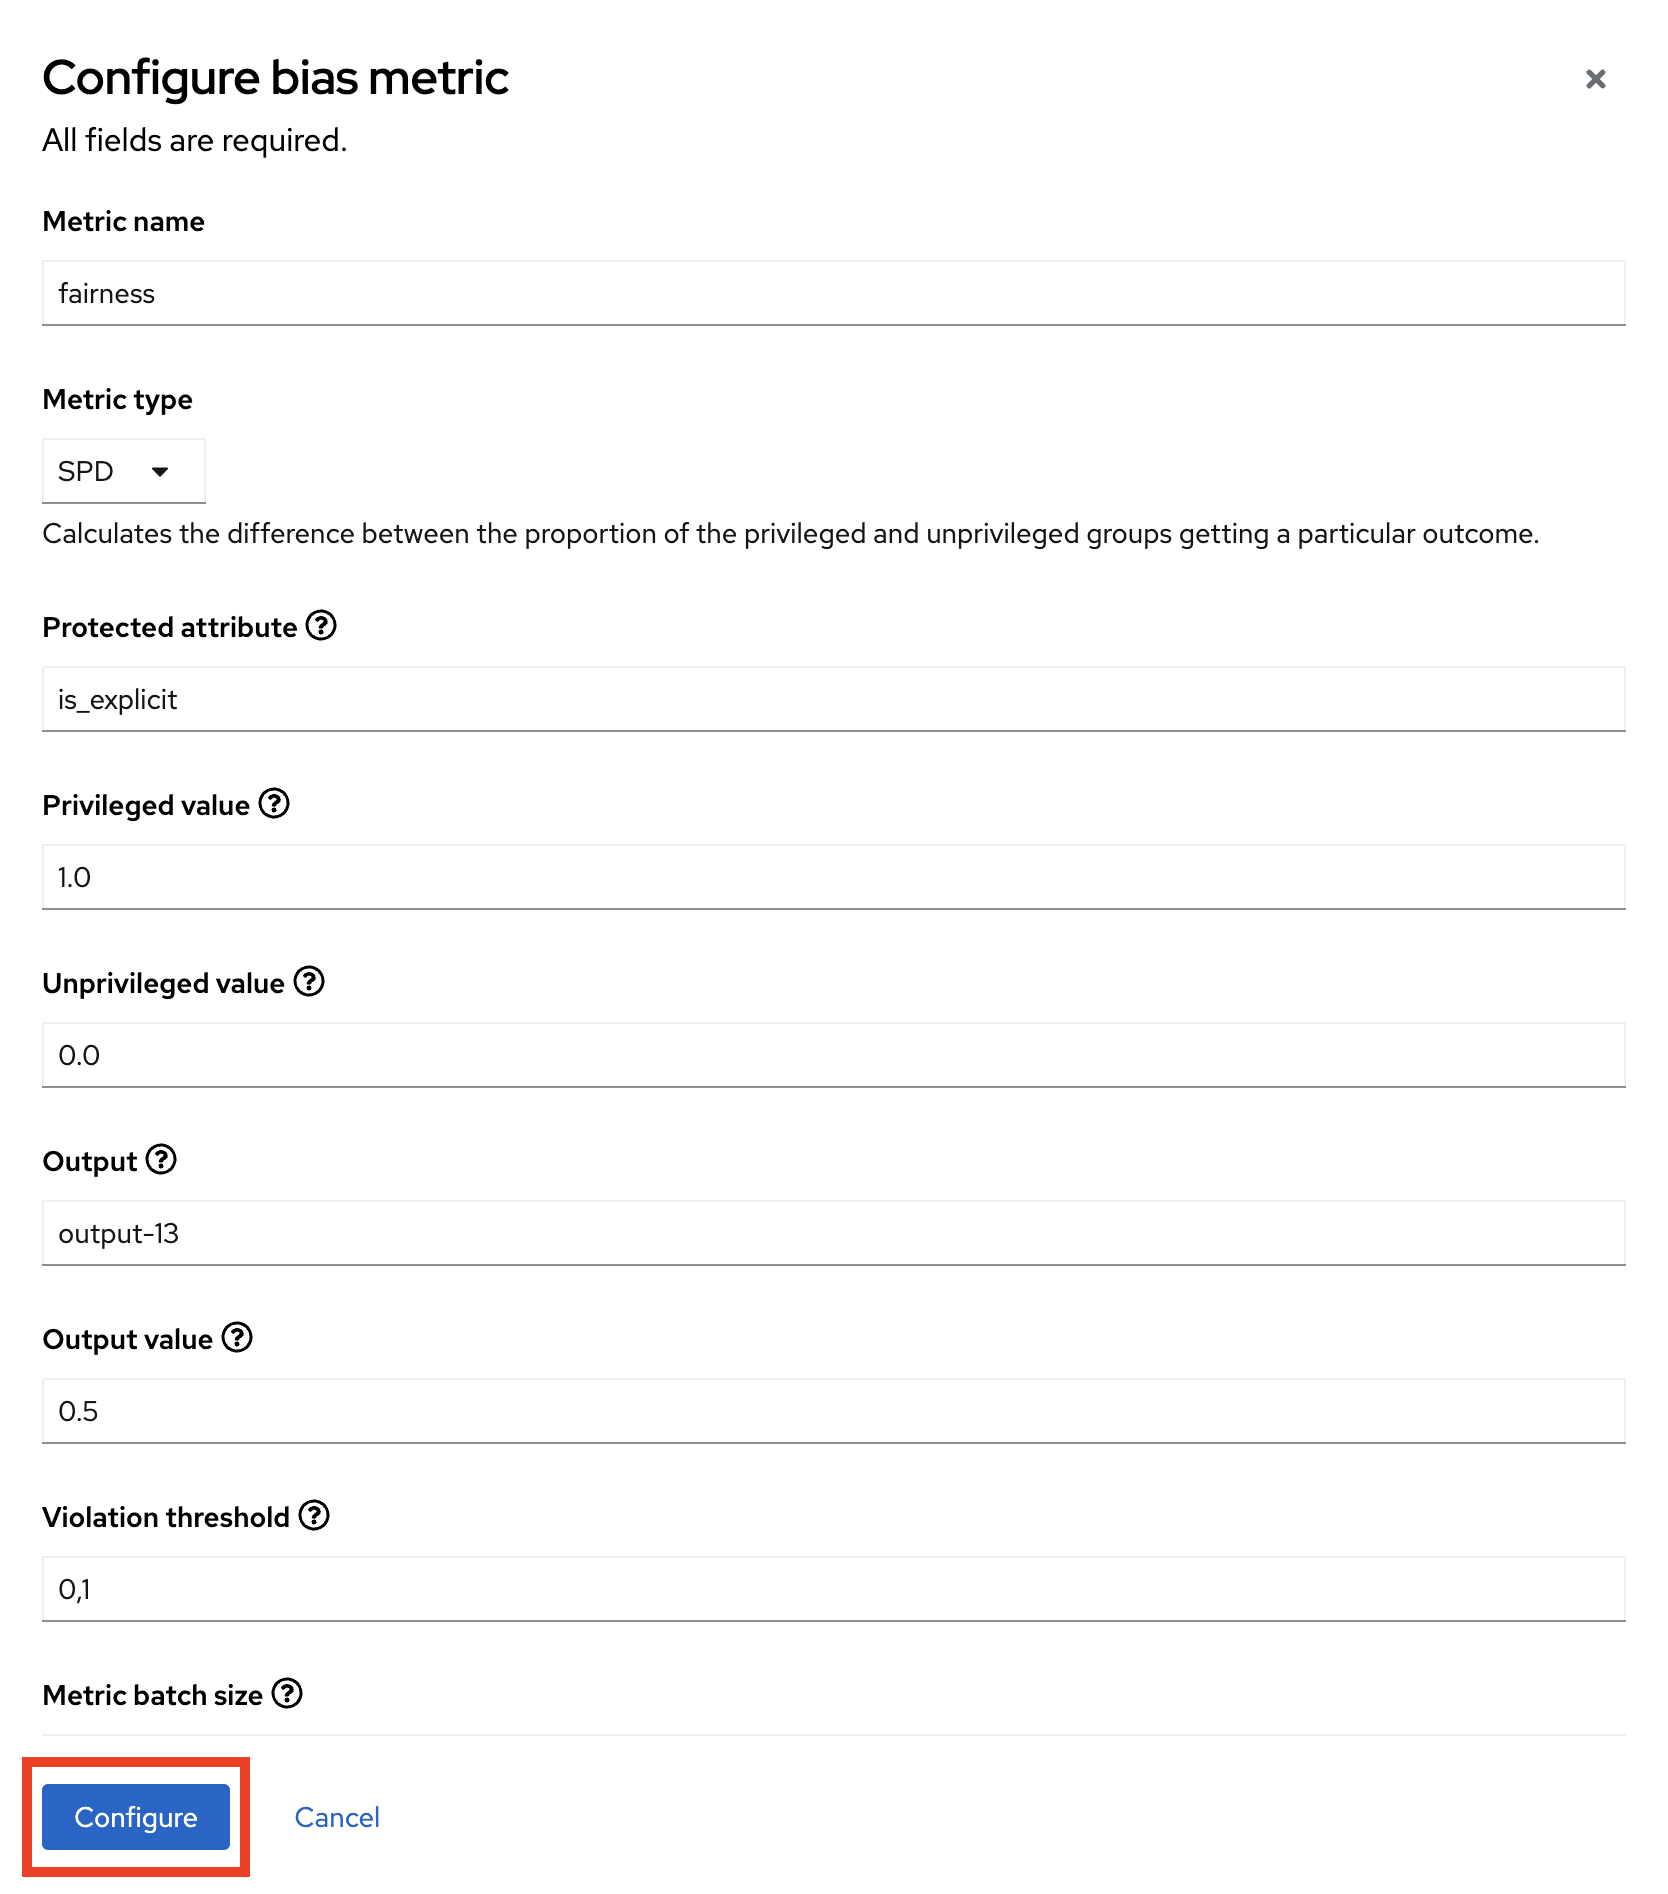 Configure bias metric
All fields are required.
Metric name
fairness
Metric type
SPD
Calculates the difference between the proportion of the privileged and unprivileged groups getting a particular outcome.
Protected attribute
is_explicit
Privileged value
1.0
Unprivileged value
0.0
Output
output-13
Output value
0.5
Violation threshold
0,1
Metric batch size
Configure Cancel